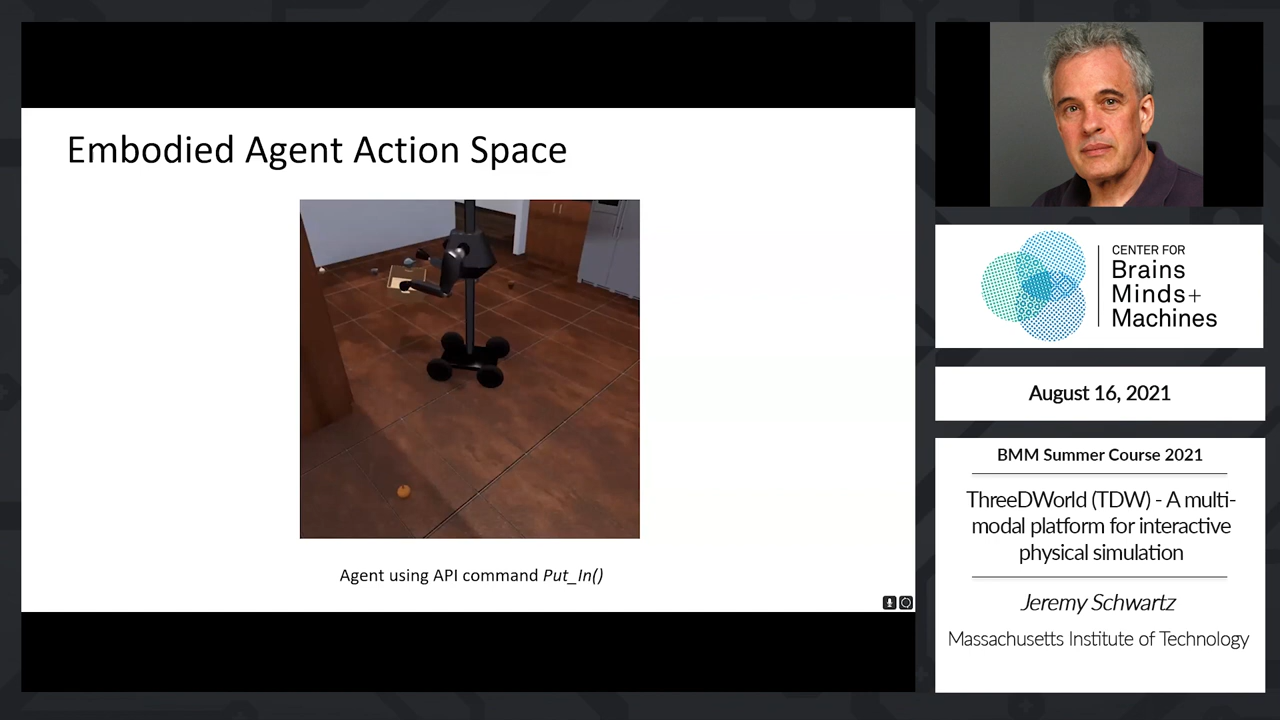 Embodied Agent Action Space
Agent using API command Put_In()
CENTER FOR
Brains
Minds+
Machines
August 16, 2021
BMM Summer Course 2021
ThreeDWorld (TDW) - A multi-
modal platform for interactive
physical simulation
Jeremy Schwartz
Massachusetts Institute of Technology